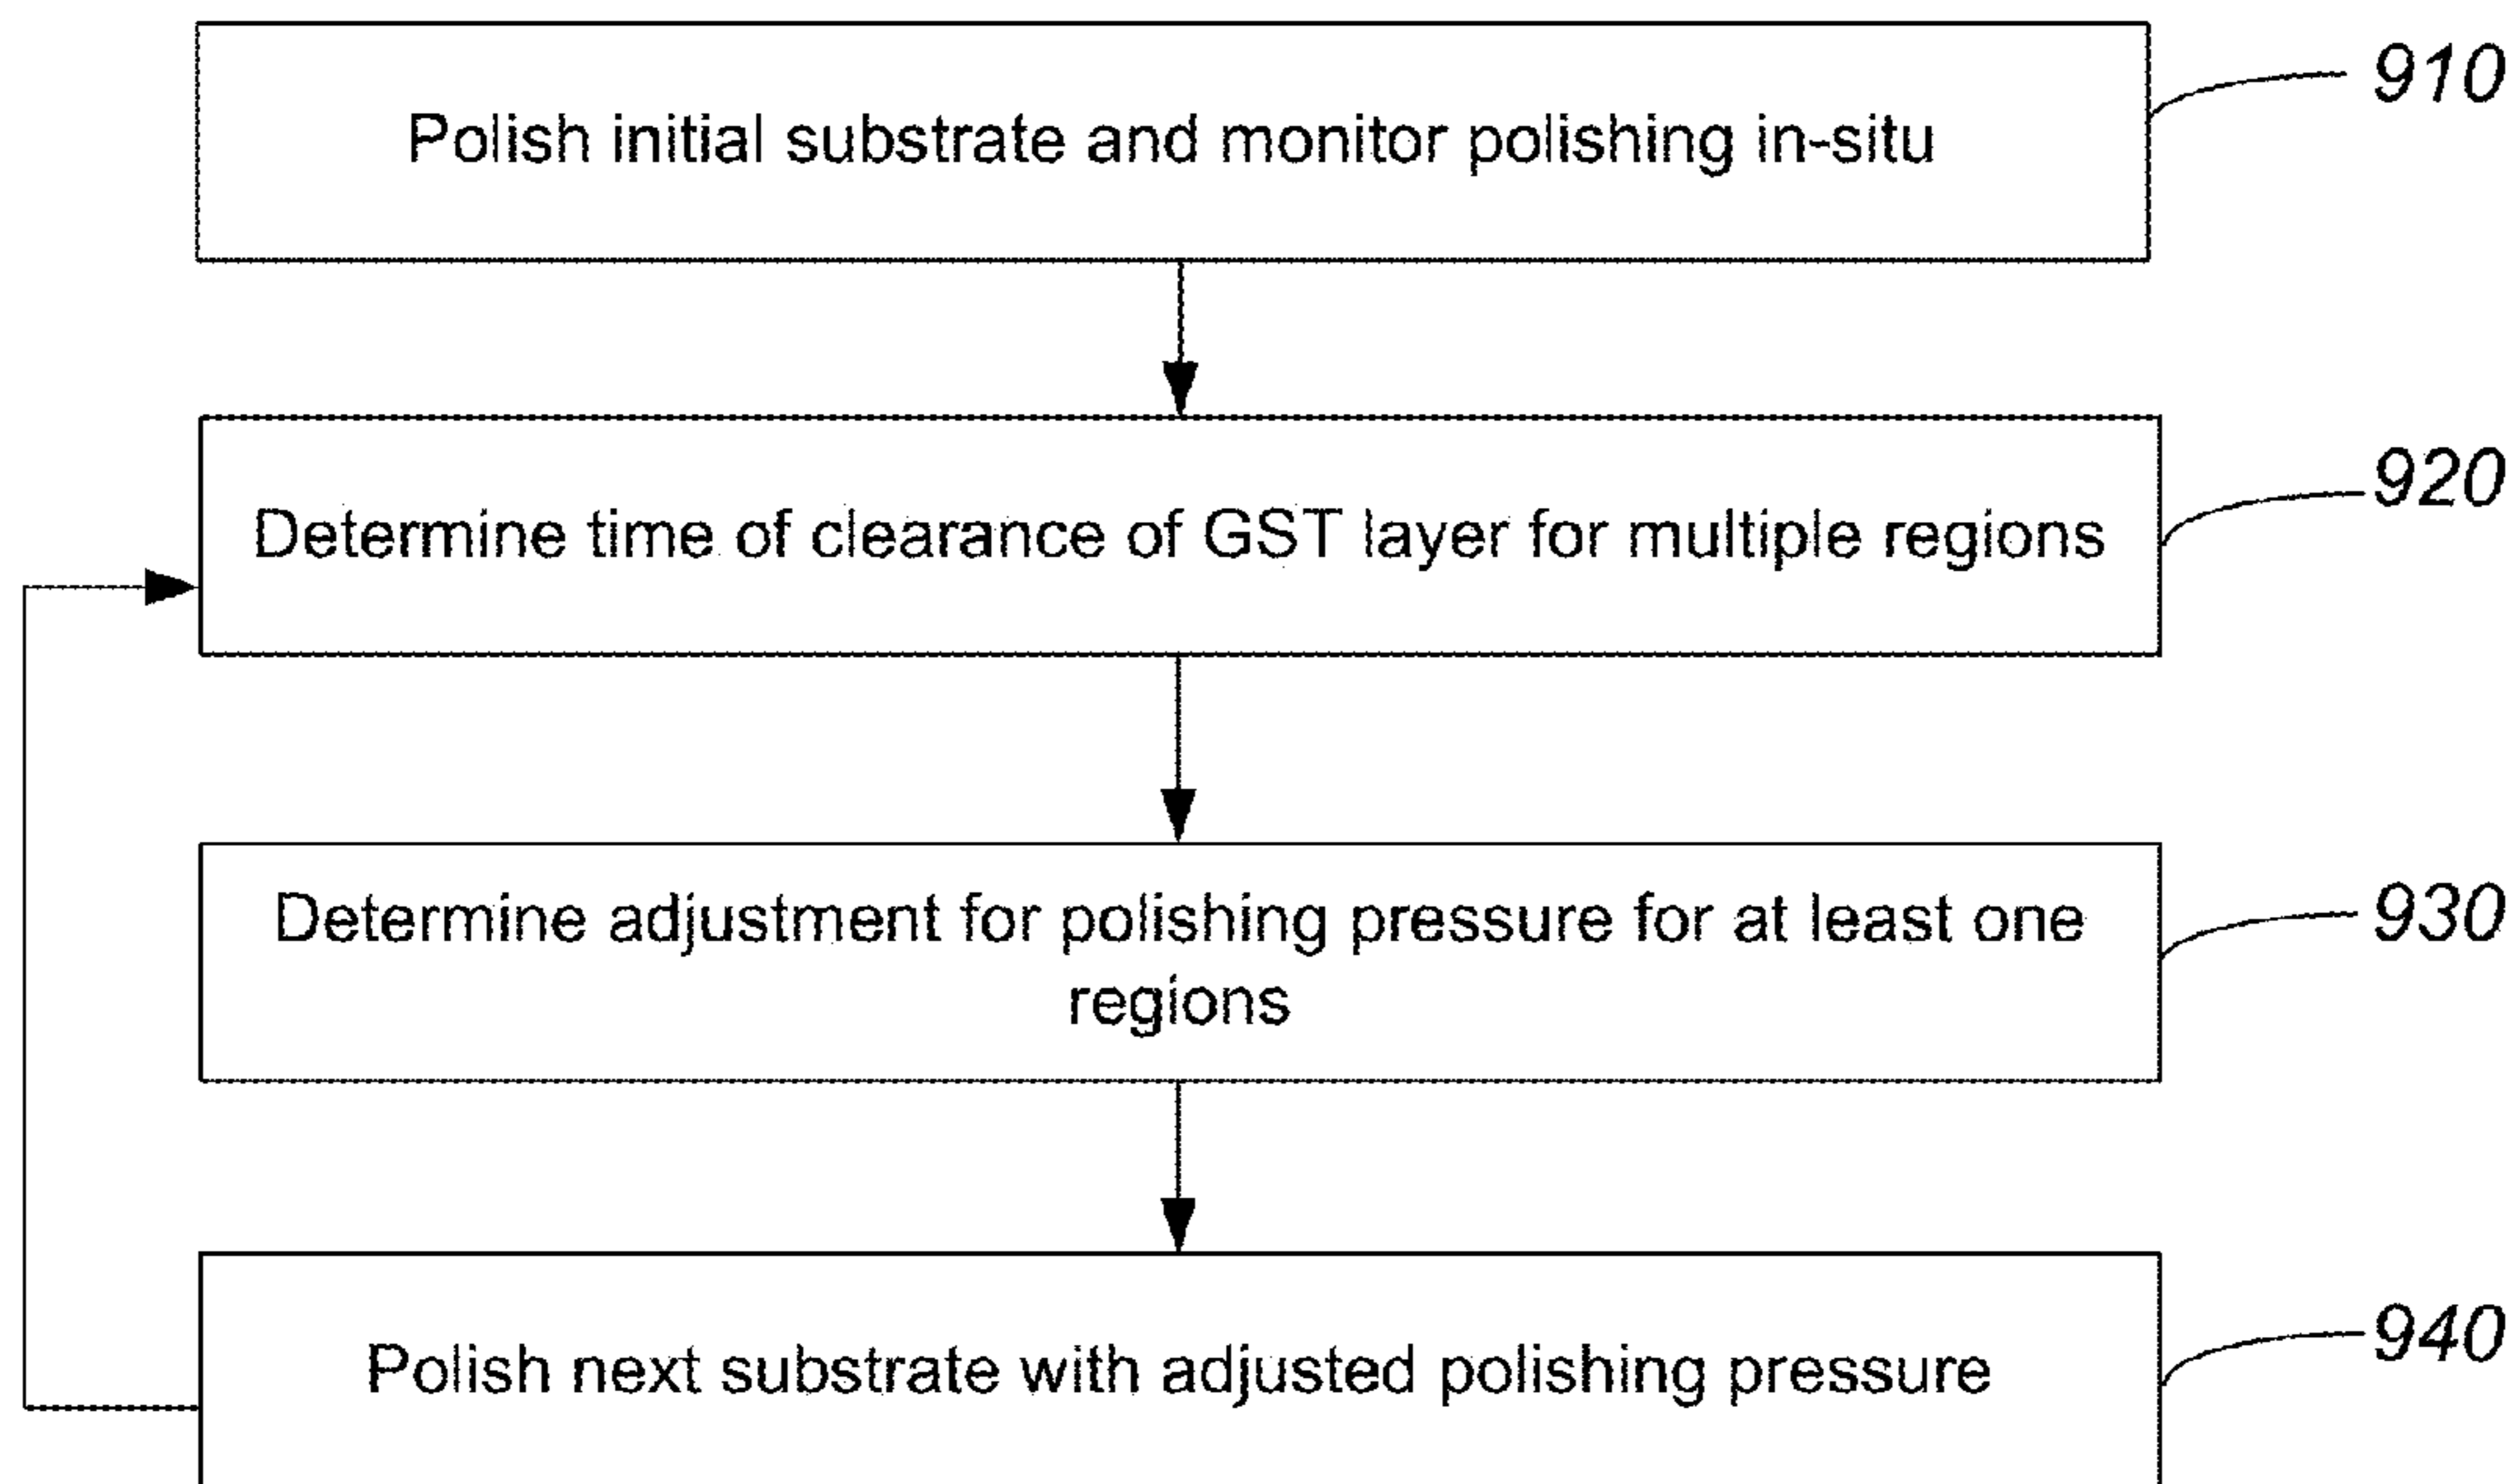 Polish initial substrate and monitor polishing in-situ
910
Determine time of clearance of GST layer for multiple regions
920
Determine adjustment for polishing pressure for at least one
regions
930
Polish next substrate with adjusted polishing pressure
940